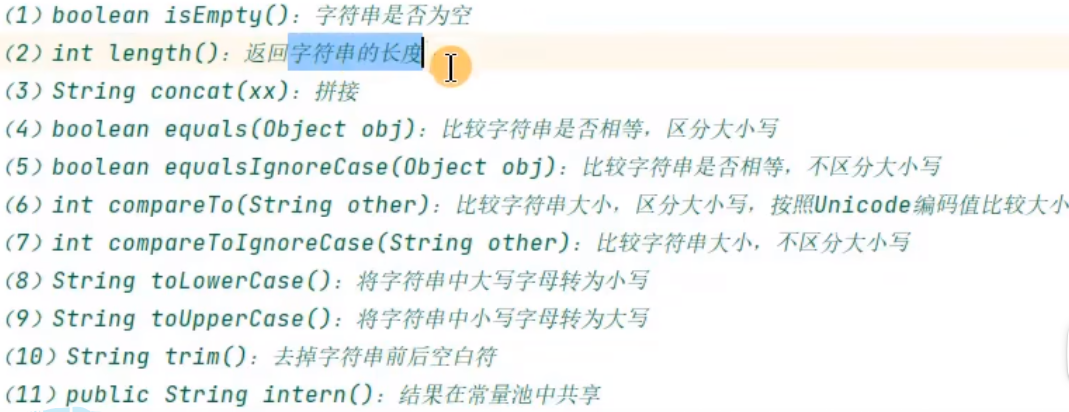 (1) boolean isEmpty(): 字符串是否为空
(2) int length(): 返回字符串的长度
(3) String concat(xx): 拼接
(4) boolean equals(Object obj): 比较字符串是否相等，区分大小写
(5) boolean equalsIgnoreCase(Object obj): 比较字符串是否相等，不区分大小写
(6) int compareTo(String other): 比较字符串大小，区分大小写，按照Unicode编码值比较大小
(7) int compareToIgnoreCase(String other): 比较字符串大小，不区分大小写
(8) String toLowerCase(): 将字符串中大写字母转为小写
(9) String toUpperCase(): 将字符串中小写字母转为大写
(10) String trim(): 去掉字符串前后空白符
(11) public String intern(): 结果在常量池中共享